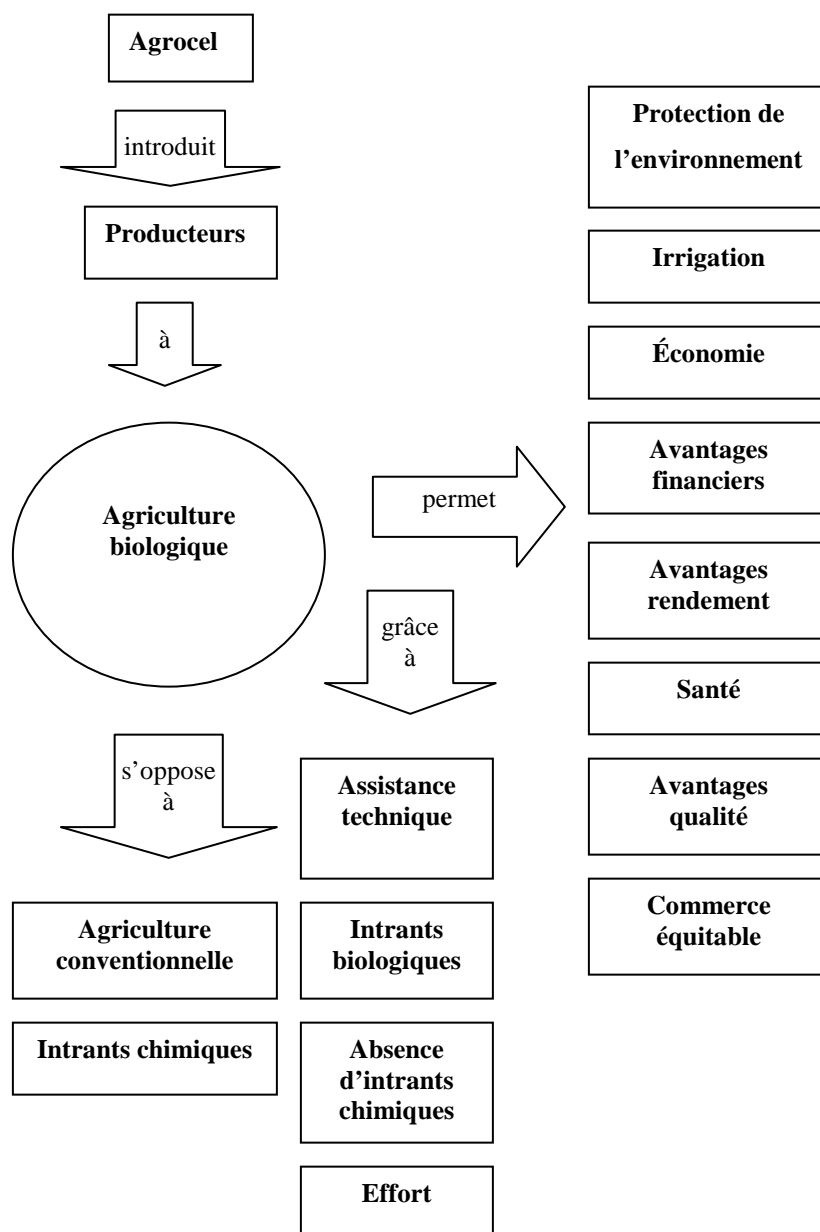 Agrocel
introduit
Producteurs
à
Agriculture
biologique
s’oppose
à
Agriculture
conventionnelle
Intrants chimiques
grâce
à
Assistance
technique
Intrants
biologiques
Absence
d’intrants
chimiques
Effort
permet
Protection de
l’environnement
Irrigation
Économie
Avantages
financiers
Avantages
rendement
Santé
Avantages
qualité
Commerce
équitable